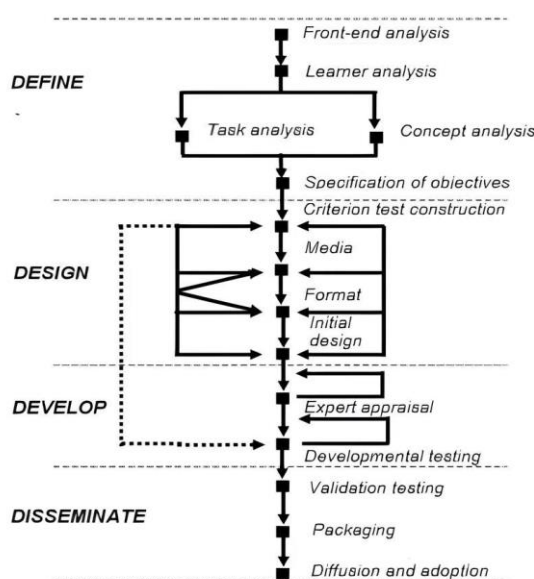 Front-end analysis
Learner analysis
DEFINE
Task analysis
Concept analysis
Specification of objectives
Criterion test construction
Media
DESIGN
Format
Initial
design
DEVELOP
Expert appraisal
Developmental testing
Validation testing
DISSEMINATE
Packaging
Diffusion and adoption